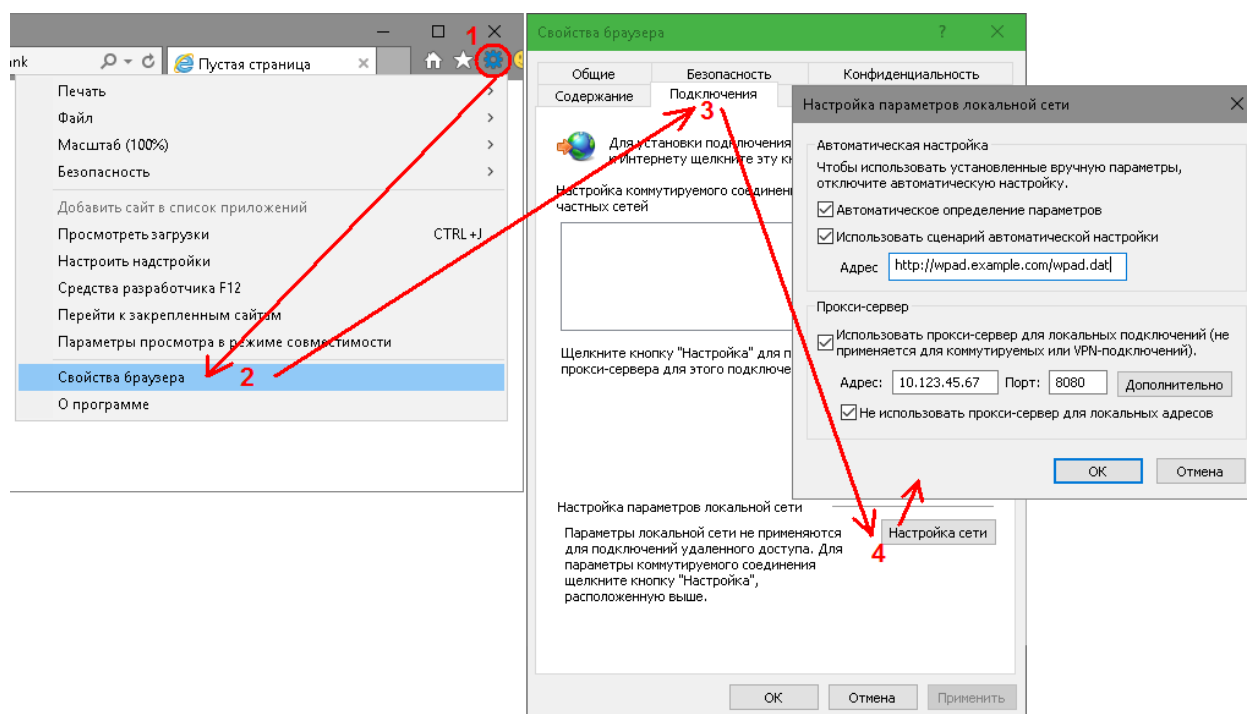 1
ank
Пустая страница
Печать
Файл
Масштаб (100%)
Безопасность
Добавить сайт в список приложений
Просмотреть загрузки CTRL+J
Настроить надстройки
Средства разработчика F12
Перейти к закрепленным сайтам
Параметры просмотра в режиме совместимости
Свойства браузера 2
О программе
Свойства браузера ?
Общие Безопасность Конфиденциальность
Содержание Подключения
3
Для установки подключения
к Интернету щелкните эту кн
Настройка коммутируемого соединени
частных сетей
Щелкните кнопку "Настройка" для п
прокси-сервера для этого подключе
Настройка параметров локальной сети
Параметры локальной сети не применяются
для подключений удаленного доступа. Для
параметры коммутируемого соединения
щелкните кнопку "Настройка",
расположенную выше.
Настройка сети
4
ОК Отмена Применить
Настройка параметров локальной сети
Автоматическая настройка
Чтобы использовать установленные вручную параметры,
отключите автоматическую настройку.
Автоматическое определение параметров
Использовать сценарий автоматической настройки
Адрес http://wpad.example.com/wpad.dat
Прокси-сервер
Использовать прокси-сервер для локальных подключений (не
применяется для коммутируемых или VPN-подключений).
Адрес: 10.123.45.67 Порт: 8080 Дополнительно
Не использовать прокси-сервер для локальных адресов
ОК Отмена